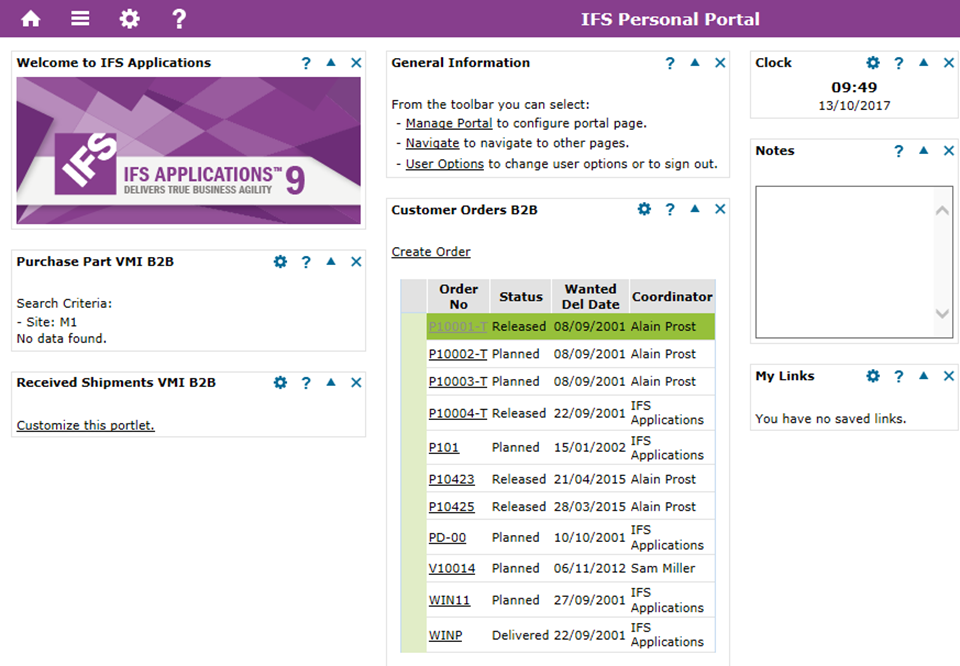 IFS Personal Portal
Welcome to IFS Applications
IFS
IFS APPLICATIONS™ 9
DELIVERS TRUE BUSINESS AGILITY
Purchase Part VMI B2B
Search Criteria:
- Site: M1
No data found.
Received Shipments VMI B2B
Customize this portlet.
General Information
From the toolbar you can select:
- Manage Portal to configure portal page.
- Navigate to navigate to other pages.
- User Options to change user options or to sign out.
Customer Orders B2B
Create Order
Order No Status Wanted Del Date Coordinator
P10001-T Released 08/09/2001 Alain Prost
P10002-T Planned 08/09/2001 Alain Prost
P10003-T Planned 08/09/2001 Alain Prost
P10004-T Released 22/09/2001 IFS Applications
P101 Planned 15/01/2002 IFS Applications
P10423 Released 21/04/2015 Alain Prost
P10425 Released 28/03/2015 Alain Prost
PD-00 Planned 10/10/2001 IFS Applications
V10014 Planned 06/11/2012 Sam Miller
WIN11 Planned 27/09/2001 IFS Applications
WINP Delivered 22/09/2001 IFS Applications
Clock
09:49
13/10/2017
Notes
My Links
You have no saved links.